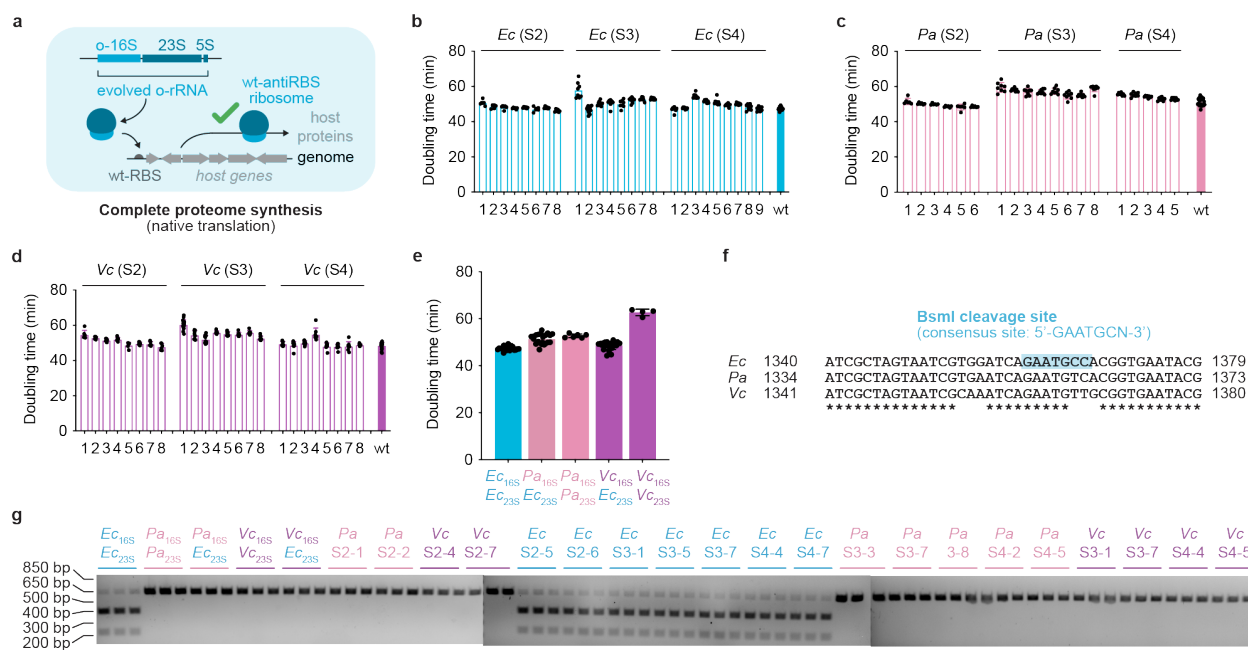 a
o-16S 23S 5S
evolved o-rRNA
wt-antiRBS
ribosome
host
proteins
genome
wt-RBS
host genes
Complete proteome synthesis
(native translation)
b
Ec (S2) Ec (S3) Ec (S4)
Doubling time (min)
80
60
40
20
0
1 2 3 4 5 6 7 8 1 2 3 4 5 6 7 8 1 2 3 4 5 6 7 8 9 wt
c
Pa (S2) Pa (S3) Pa (S4)
Doubling time (min)
80
60
40
20
0
1 2 3 4 5 6 1 2 3 4 5 6 7 8 1 2 3 4 5 wt
d
Vc (S2) Vc (S3) Vc (S4)
Doubling time (min)
80
60
40
20
0
1 2 3 4 5 6 7 8 1 2 3 4 5 6 7 8 1 2 3 4 5 6 7 8 wt
e
Doubling time (min)
80
60
40
20
0
Ec16S Pa16S Pa16S Vc16S Vc16S
Ec23S Ec23S Pa23S Ec23S Vc23S
f
BsmI cleavage site
(consensus site: 5'-GAATGCN-3')
Ec 1340 ATCGCTAGTAATCGTGGATCAGAATGCCACGGTGAATACG 1379
Pa 1334 ATCGCTAGTAATCGTGAATCAGAATGTCACGGTGAATACG 1373
Vc 1341 ATCGCTAGTAATCGCAAATCAGAATGTTGCGGTGAATACG 1380
************** ********* **********
g
Ec16S Pa16S Pa16S Vc16S Vc16S Pa Pa Vc Vc Ec Ec Ec Ec Ec Ec Ec Pa Pa Pa Pa Pa Vc Vc Vc Vc
Ec23S Pa23S Ec23S Vc23S Ec23S S2-1 S2-2 S2-4 S2-7 S2-5 S2-6 S3-1 S3-5 S3-7 S4-4 S4-7 S3-3 S3-7 3-8 S4-2 S4-5 S3-1 S3-7 S4-4 S4-5
850 bp
650 bp
500 bp
400 bp
300 bp
200 bp